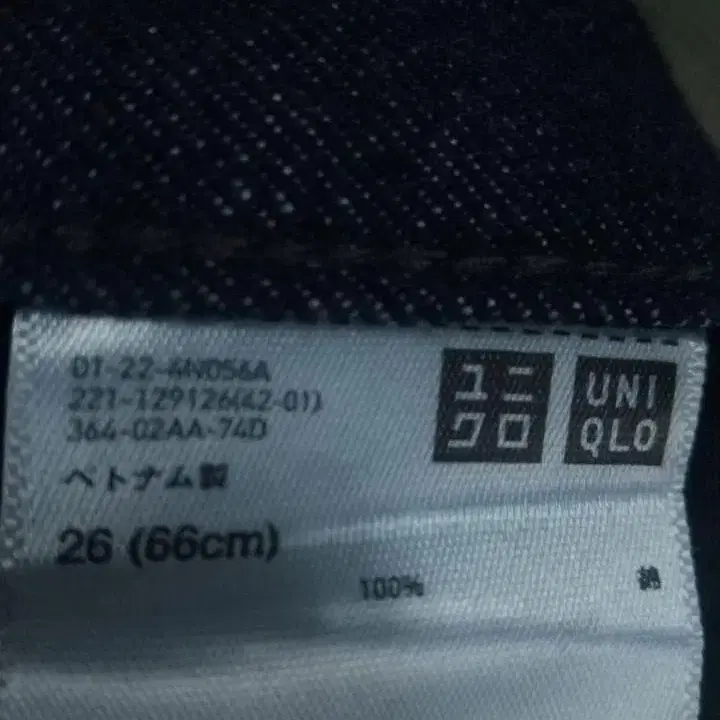 DT-22-4N056A
221-129126(42-01)
364-02AA-74D
ベトナム製
26 (66cm)
100% 綿
ユニ
クロ
UNI
QLO